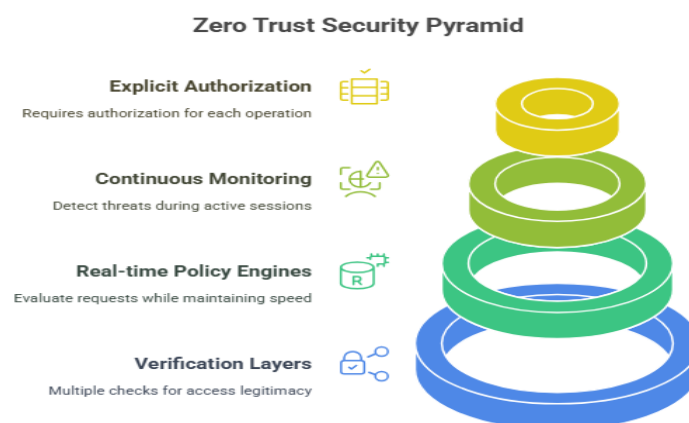 Zero Trust Security Pyramid
Explicit Authorization
Requires authorization for each operation
Continuous Monitoring
Detect threats during active sessions
Real-time Policy Engines
Evaluate requests while maintaining speed
R
Verification Layers
Multiple checks for access legitimacy